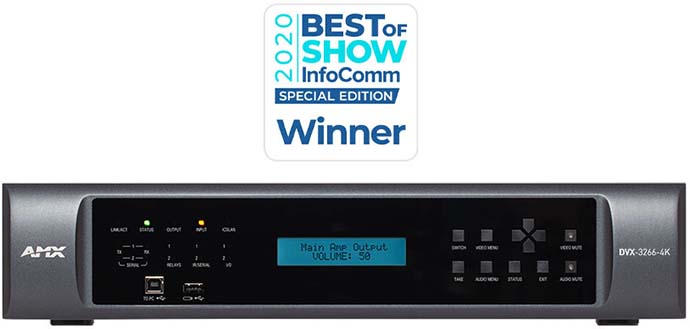 2020
BEST OF
SHOW
InfoComm
SPECIAL EDITION
Winner
LINK/ACT STATUS OUTPUT INPUT ICSLAN
TX 1 RX 1 1 1
2 2 2 2
SERIAL RELAYS IR/SERIAL I/O
AMX
TO PC
Main Amp Output
VOLUME: 50
SWITCH VIDEO MENU VIDEO MUTE
TAKE AUDIO MENU STATUS EXIT AUDIO MUTE
DVX-3266-4K